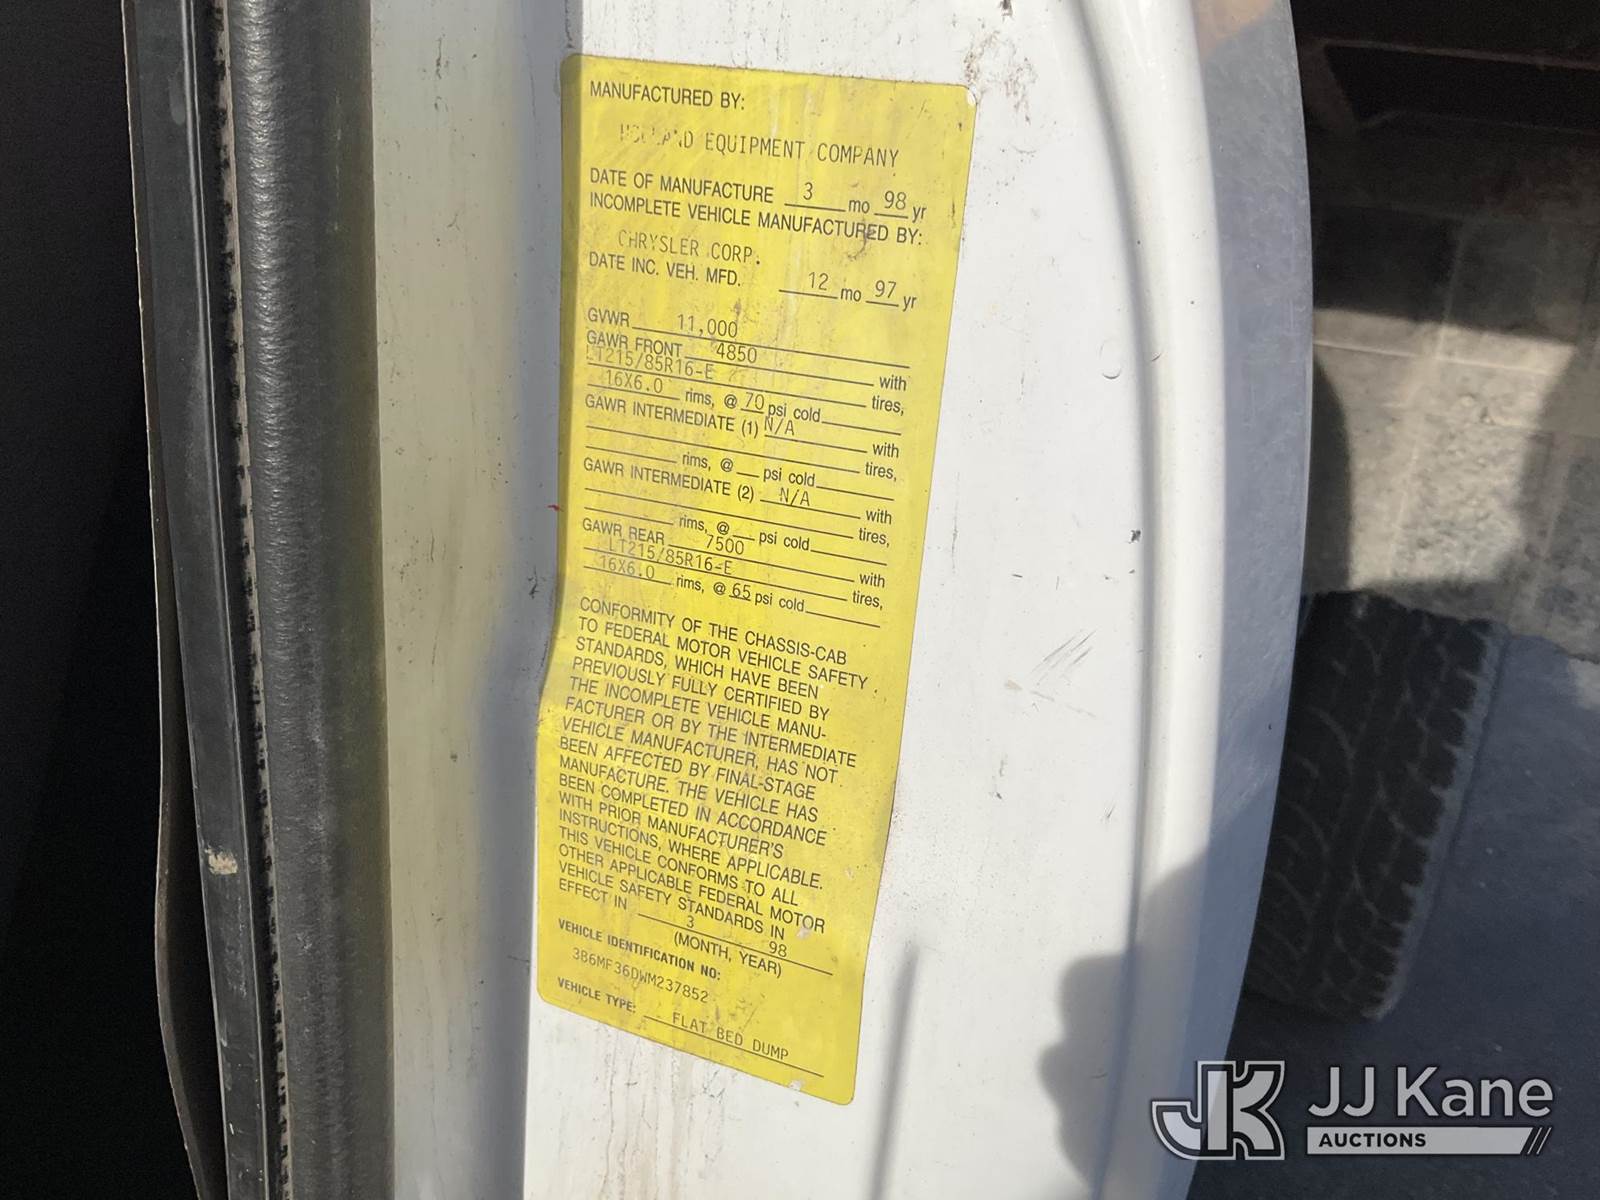 MANUFACTURED BY:
HOLLAND EQUIPMENT COMPANY
DATE OF MANUFACTURE 3 mo 98 yr
INCOMPLETE VEHICLE MANUFACTURED BY:
CHRYSLER CORP.
DATE INC. VEH. MFD. 12 mo 97 yr
GVWR 11,000
GAWR FRONT 4850 with
LT215/85R16-E tires,
16X6.0 rims, @ 70 psi cold
GAWR INTERMEDIATE (1) N/A with
tires,
rims, @ psi cold
GAWR INTERMEDIATE (2) N/A with
tires,
rims, @ psi cold
GAWR REAR 7500 with
LT215/85R16-E tires,
16X6.0 rims, @ 65 psi cold
CONFORMITY OF THE CHASSIS-CAB
TO FEDERAL MOTOR VEHICLE SAFETY
STANDARDS, WHICH HAVE BEEN
PREVIOUSLY FULLY CERTIFIED BY
THE INCOMPLETE VEHICLE MANU-
FACTURER OR BY THE INTERMEDIATE
VEHICLE MANUFACTURER, HAS NOT
BEEN AFFECTED BY FINAL-STAGE
MANUFACTURE. THE VEHICLE HAS
BEEN COMPLETED IN ACCORDANCE
WITH PRIOR MANUFACTURER'S
INSTRUCTIONS, WHERE APPLICABLE.
THIS VEHICLE CONFORMS TO ALL
OTHER APPLICABLE FEDERAL MOTOR
VEHICLE SAFETY STANDARDS IN
EFFECT IN 3 98
(MONTH, YEAR)
VEHICLE IDENTIFICATION NO:
3B6MF36DWM237852
VEHICLE TYPE: FLAT BED DUMP
JK JJ Kane
AUCTIONS